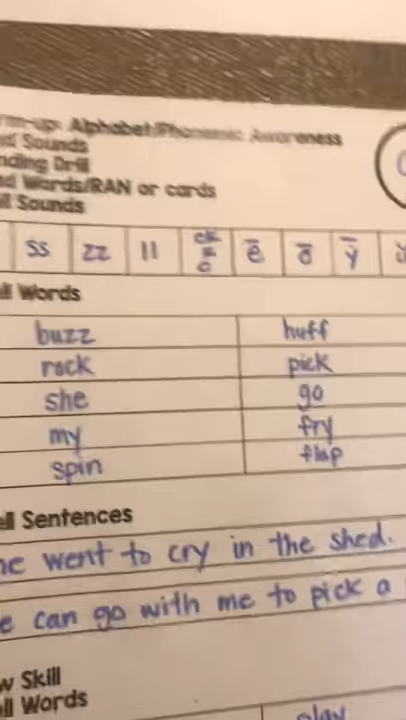 Alphabet/Phonemic Awareness
Sounds
Drill
Words/RAN or cards
Sounds
ss zz ll ck k c ē ō ȳ
Words
buzz huff
rock pick
she go
my fry
spin flap
Sentences
went to cry in the shed.
can go with me to pick a
Skill
Words
play